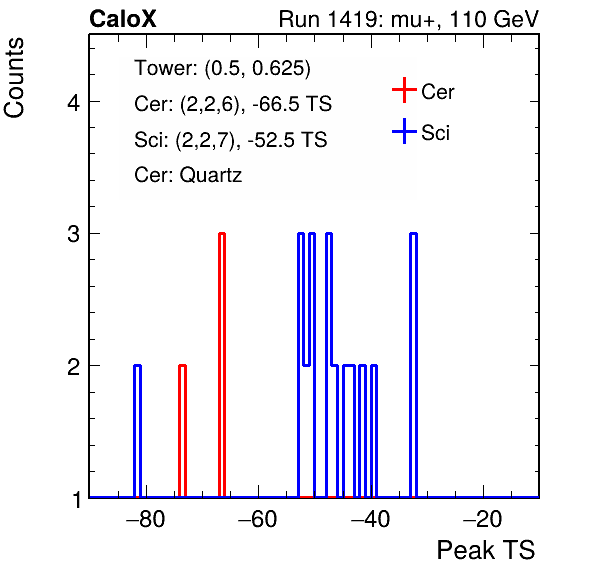 CaloX Run 1419: mu+, 110 GeV
Counts
Tower: (0.5, 0.625)
Cer: (2,2,6), -66.5 TS
Sci: (2,2,7), -52.5 TS
Cer: Quartz
Cer
Sci
4
3
2
1
−80 −60 −40 −20
Peak TS